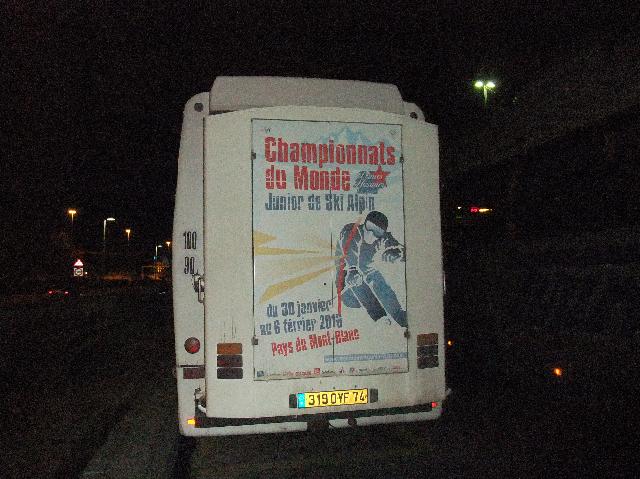 Championnats
du Monde
Junior de Ski Alpin
100
90
du 30 janvier
au 6 février 2010
Pays du Mont-Blanc
319 QYF 74